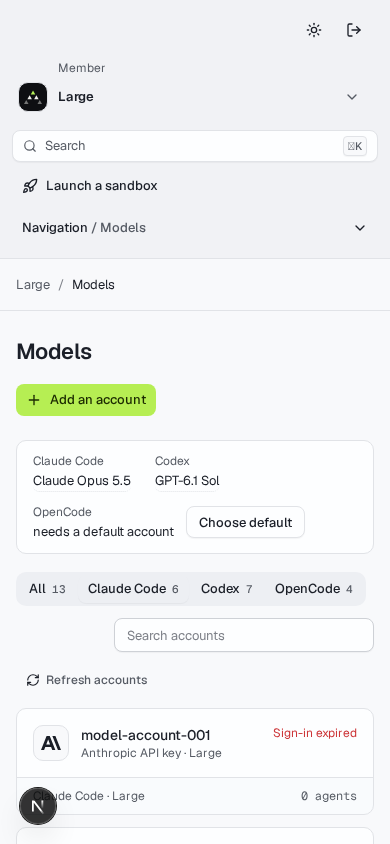 Member
Large
Search
K
Launch a sandbox
Navigation / Models
Large / Models
Models
Add an account
Claude Code
Claude Opus 5.5
Codex
GPT-6.1 Sol
OpenCode
needs a default account
Choose default
All 13 Claude Code 6 Codex 7 OpenCode 4
Search accounts
Refresh accounts
model-account-001
Sign-in expired
Anthropic API key · Large
Code · Large
0 agents
N